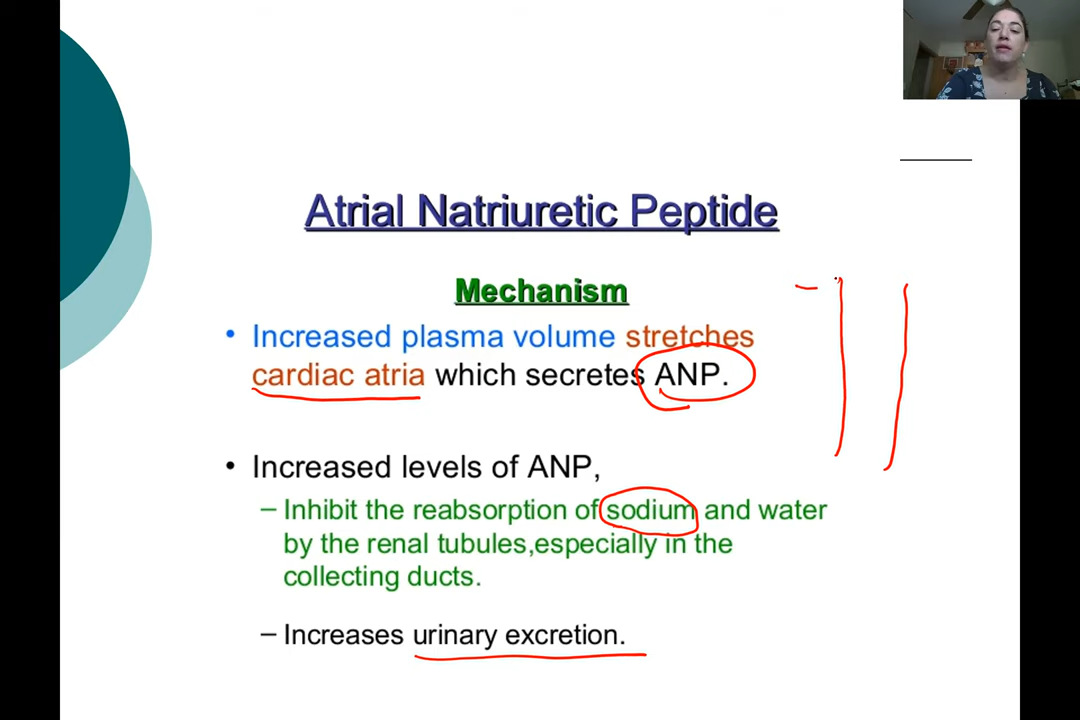 Atrial Natriuretic Peptide
Mechanism
• Increased plasma volume stretches
cardiac atria which secretes ANP.
• Increased levels of ANP,
– Inhibit the reabsorption of sodium and water
by the renal tubules,especially in the
collecting ducts.
– Increases urinary excretion.